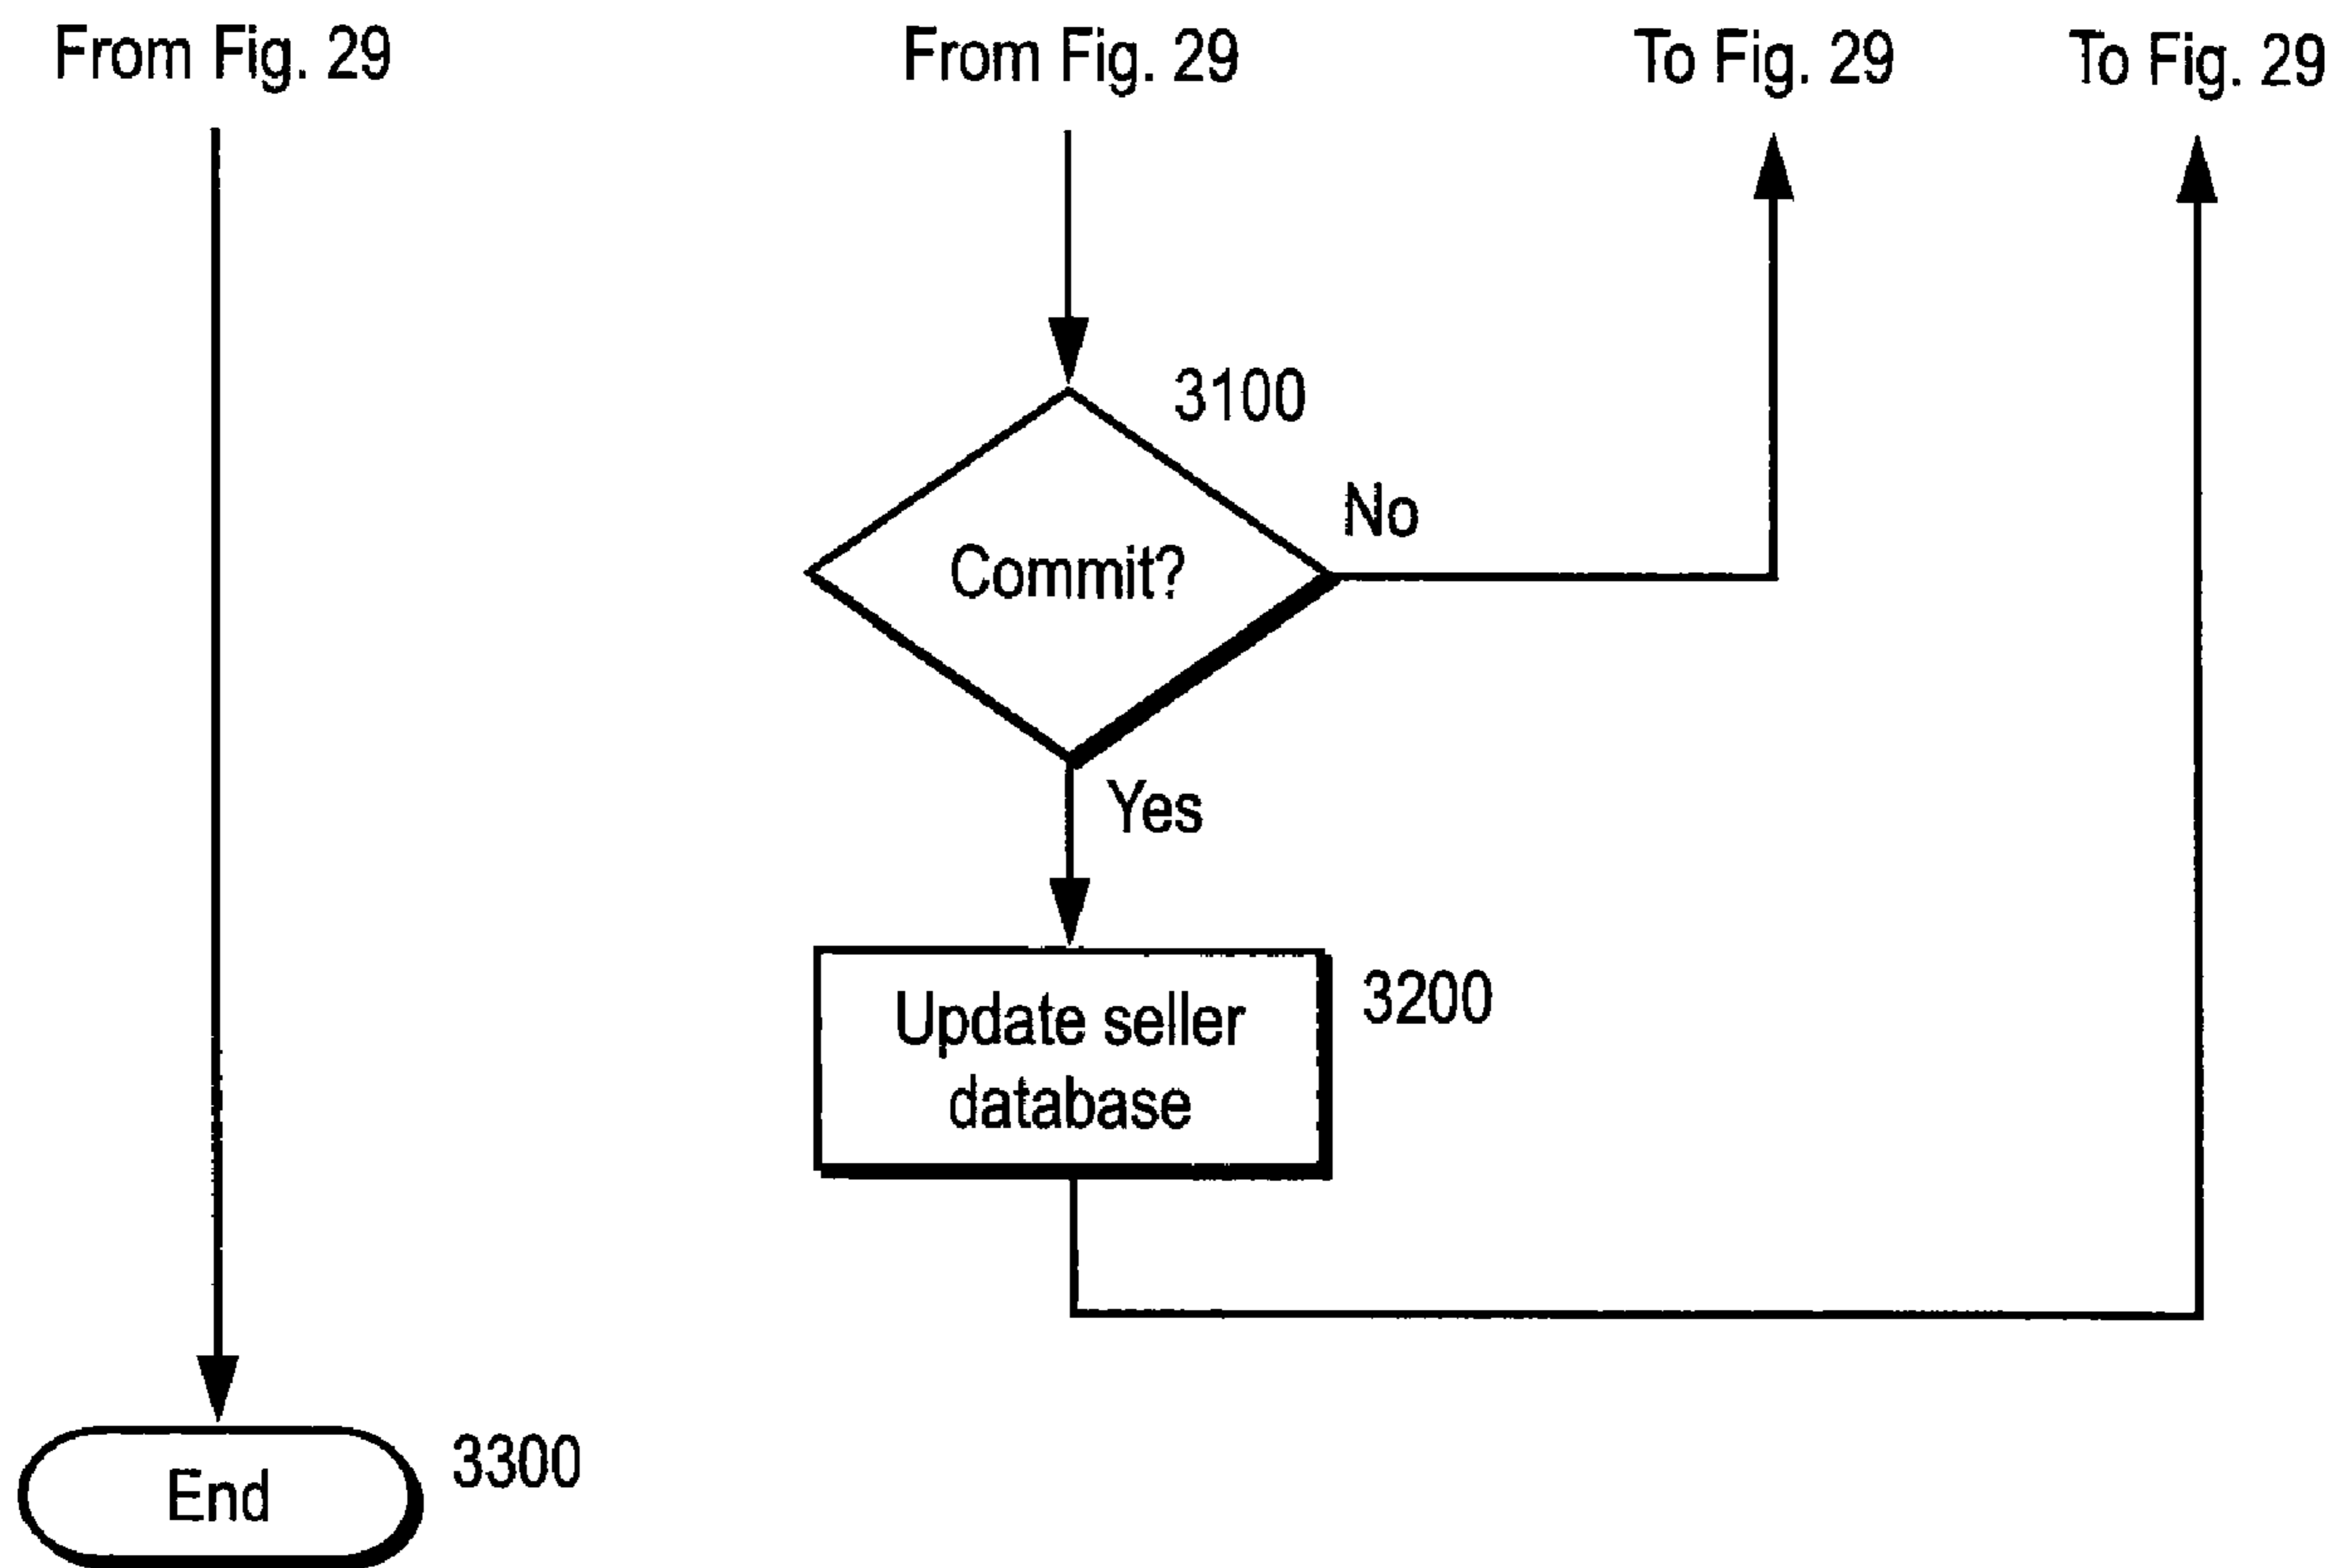 From Fig. 29
From Fig. 29
To Fig. 29
To Fig. 29
3100
No
Commit?
Yes
3200
Update seller
database
3300
End